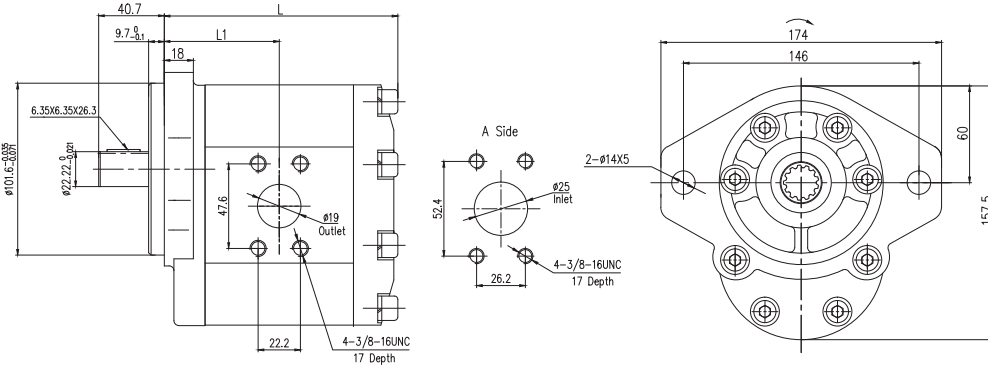 40.7
L
9.7 0 -0.1
L1
18
6.35X6.35X26.3
ø101.6 -0.035 -0.071
ø22.22 0 -0.021
47.6
ø19
Outlet
22.2
4-3/8-16UNC
17 Depth
A Side
52.4
ø25
Inlet
26.2
4-3/8-16UNC
17 Depth
174
146
60
2-ø14X5
157.5